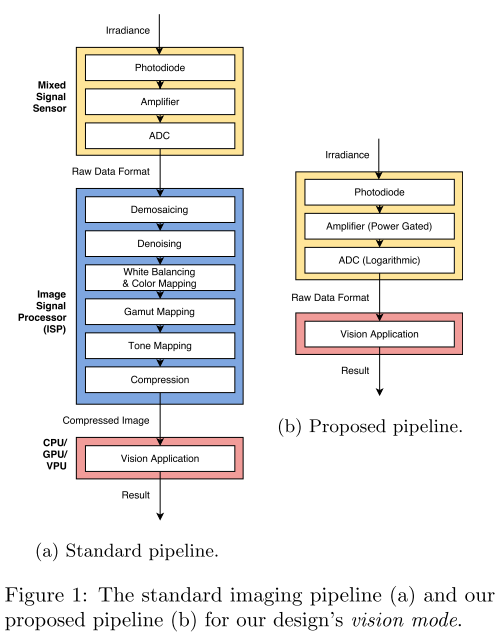 Irradiance
Mixed
Signal
Sensor
Photodiode
Amplifier
ADC
Raw Data Format
Image
Signal
Processor
(ISP)
Demosaicing
Denoising
White Balancing
& Color Mapping
Gamut Mapping
Tone Mapping
Compression
Compressed Image
CPU/
GPU/
VPU
Vision Application
Result
(a) Standard pipeline.
Irradiance
Photodiode
Amplifier (Power Gated)
ADC (Logarithmic)
Raw Data Format
Vision Application
Result
(b) Proposed pipeline.
Figure 1: The standard imaging pipeline (a) and our
proposed pipeline (b) for our design's vision mode.